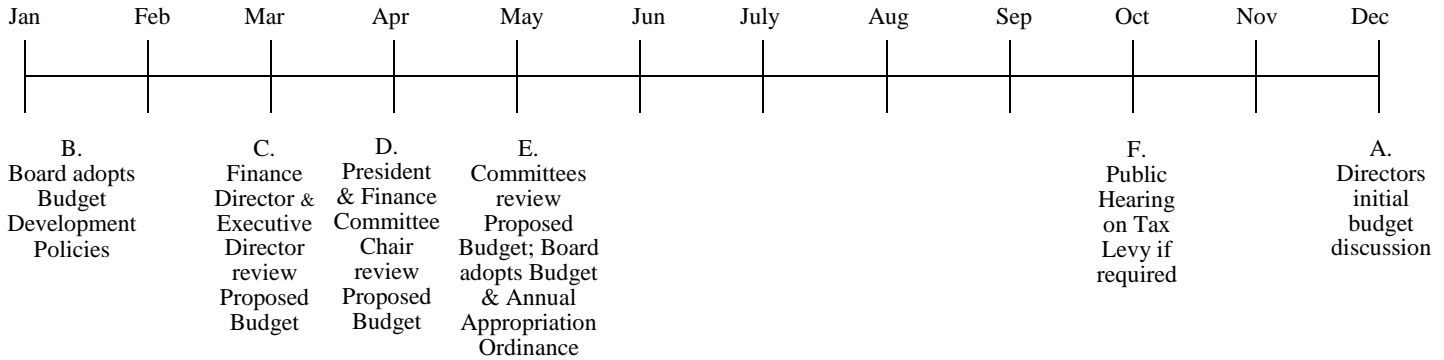 Jan Feb Mar Apr May Jun July Aug Sep Oct Nov Dec
B.
Board adopts
Budget
Development
Policies
C.
Finance
Director &
Executive
Director
review
Proposed
Budget
D.
President
& Finance
Committee
Chair
review
Proposed
Budget
E.
Committees
review
Proposed
Budget; Board
adopts Budget
& Annual
Appropriation
Ordinance
F.
Public
Hearing
on Tax
Levy if
required
A.
Directors
initial
budget
discussion